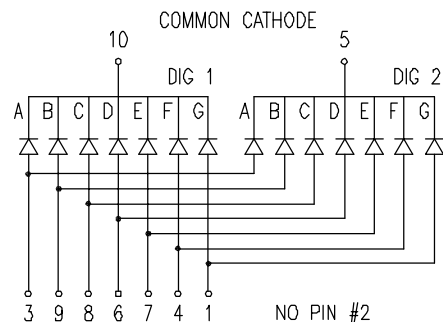 COMMON CATHODE
10 5
DIG 1 DIG 2
A B C D E F G A B C D E F G
3 9 8 6 7 4 1 NO PIN #2